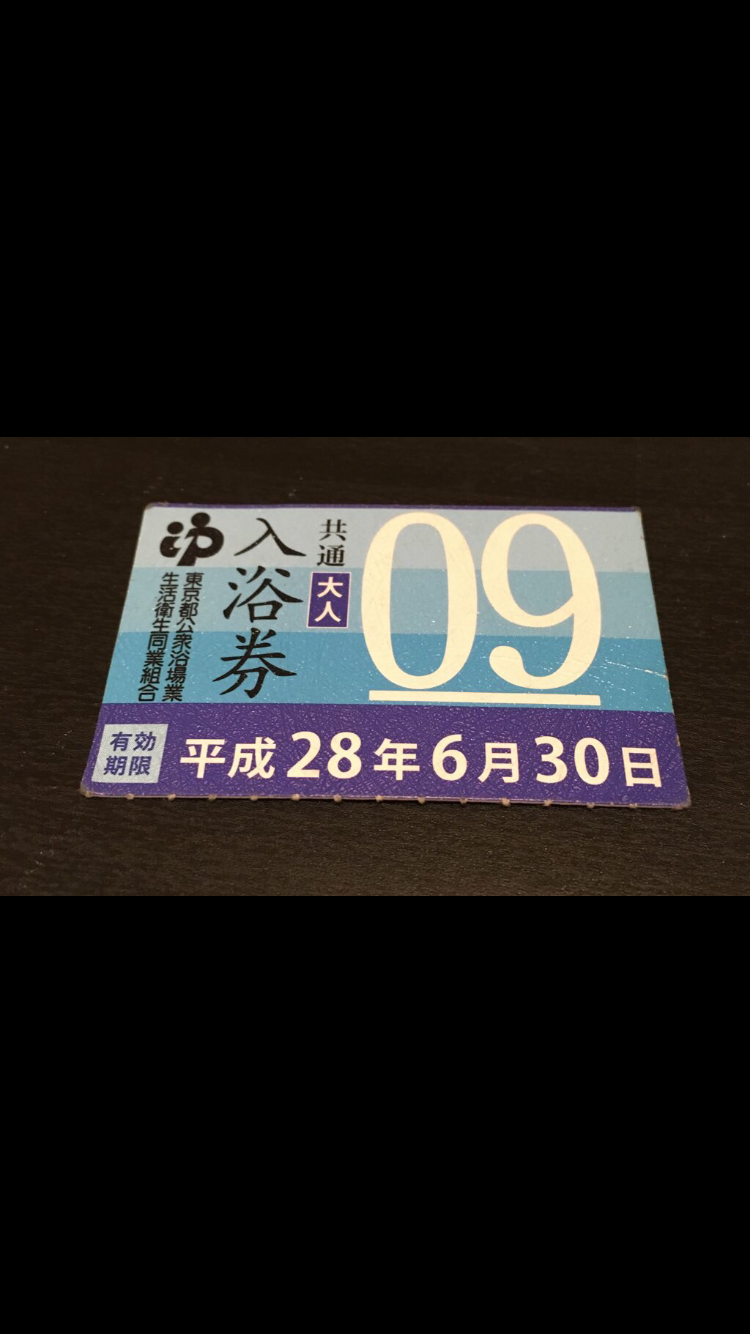 東京都公衆浴場業
生活衛生同業組合
共通
入浴券
大人
09
有効
期限
平成28年6月30日